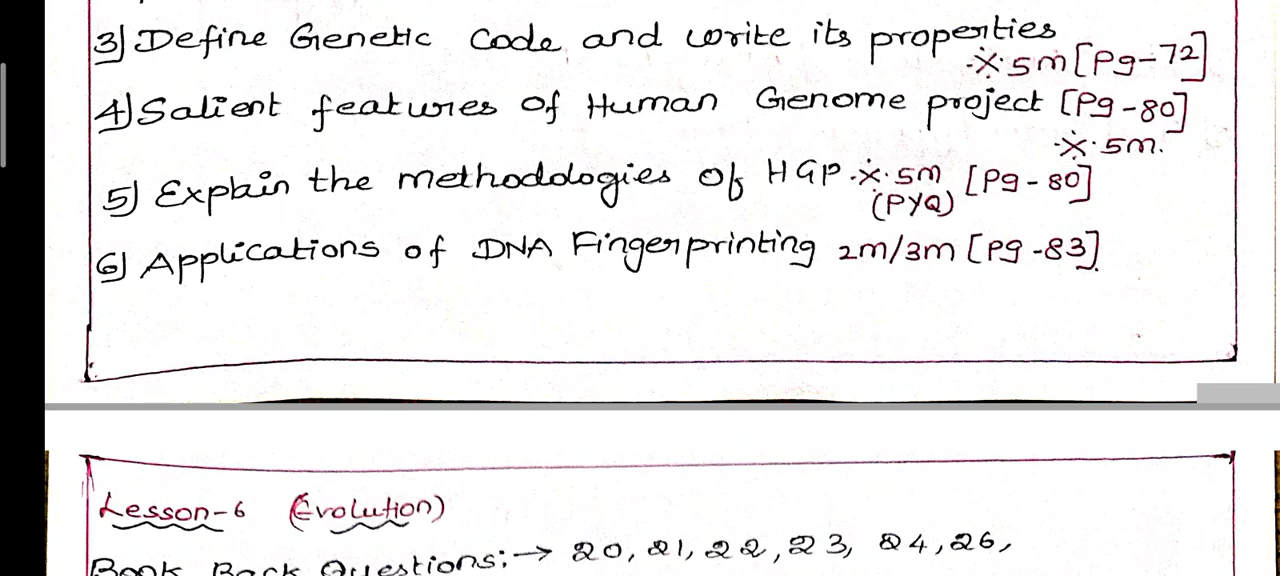 3) Define Genetic Code and write its properties
※ 5m [Pg-72]
4) Salient features of Human Genome project [Pg-80]
※ 5m.
5) Explain the methodologies of HGP ※ 5m [Pg-80]
(PYQ)
6) Applications of DNA Fingerprinting 2m/3m [Pg-83]
Lesson-6 (Evolution)
Book Back Questions:→ 20, 21, 22, 23, 24, 26,